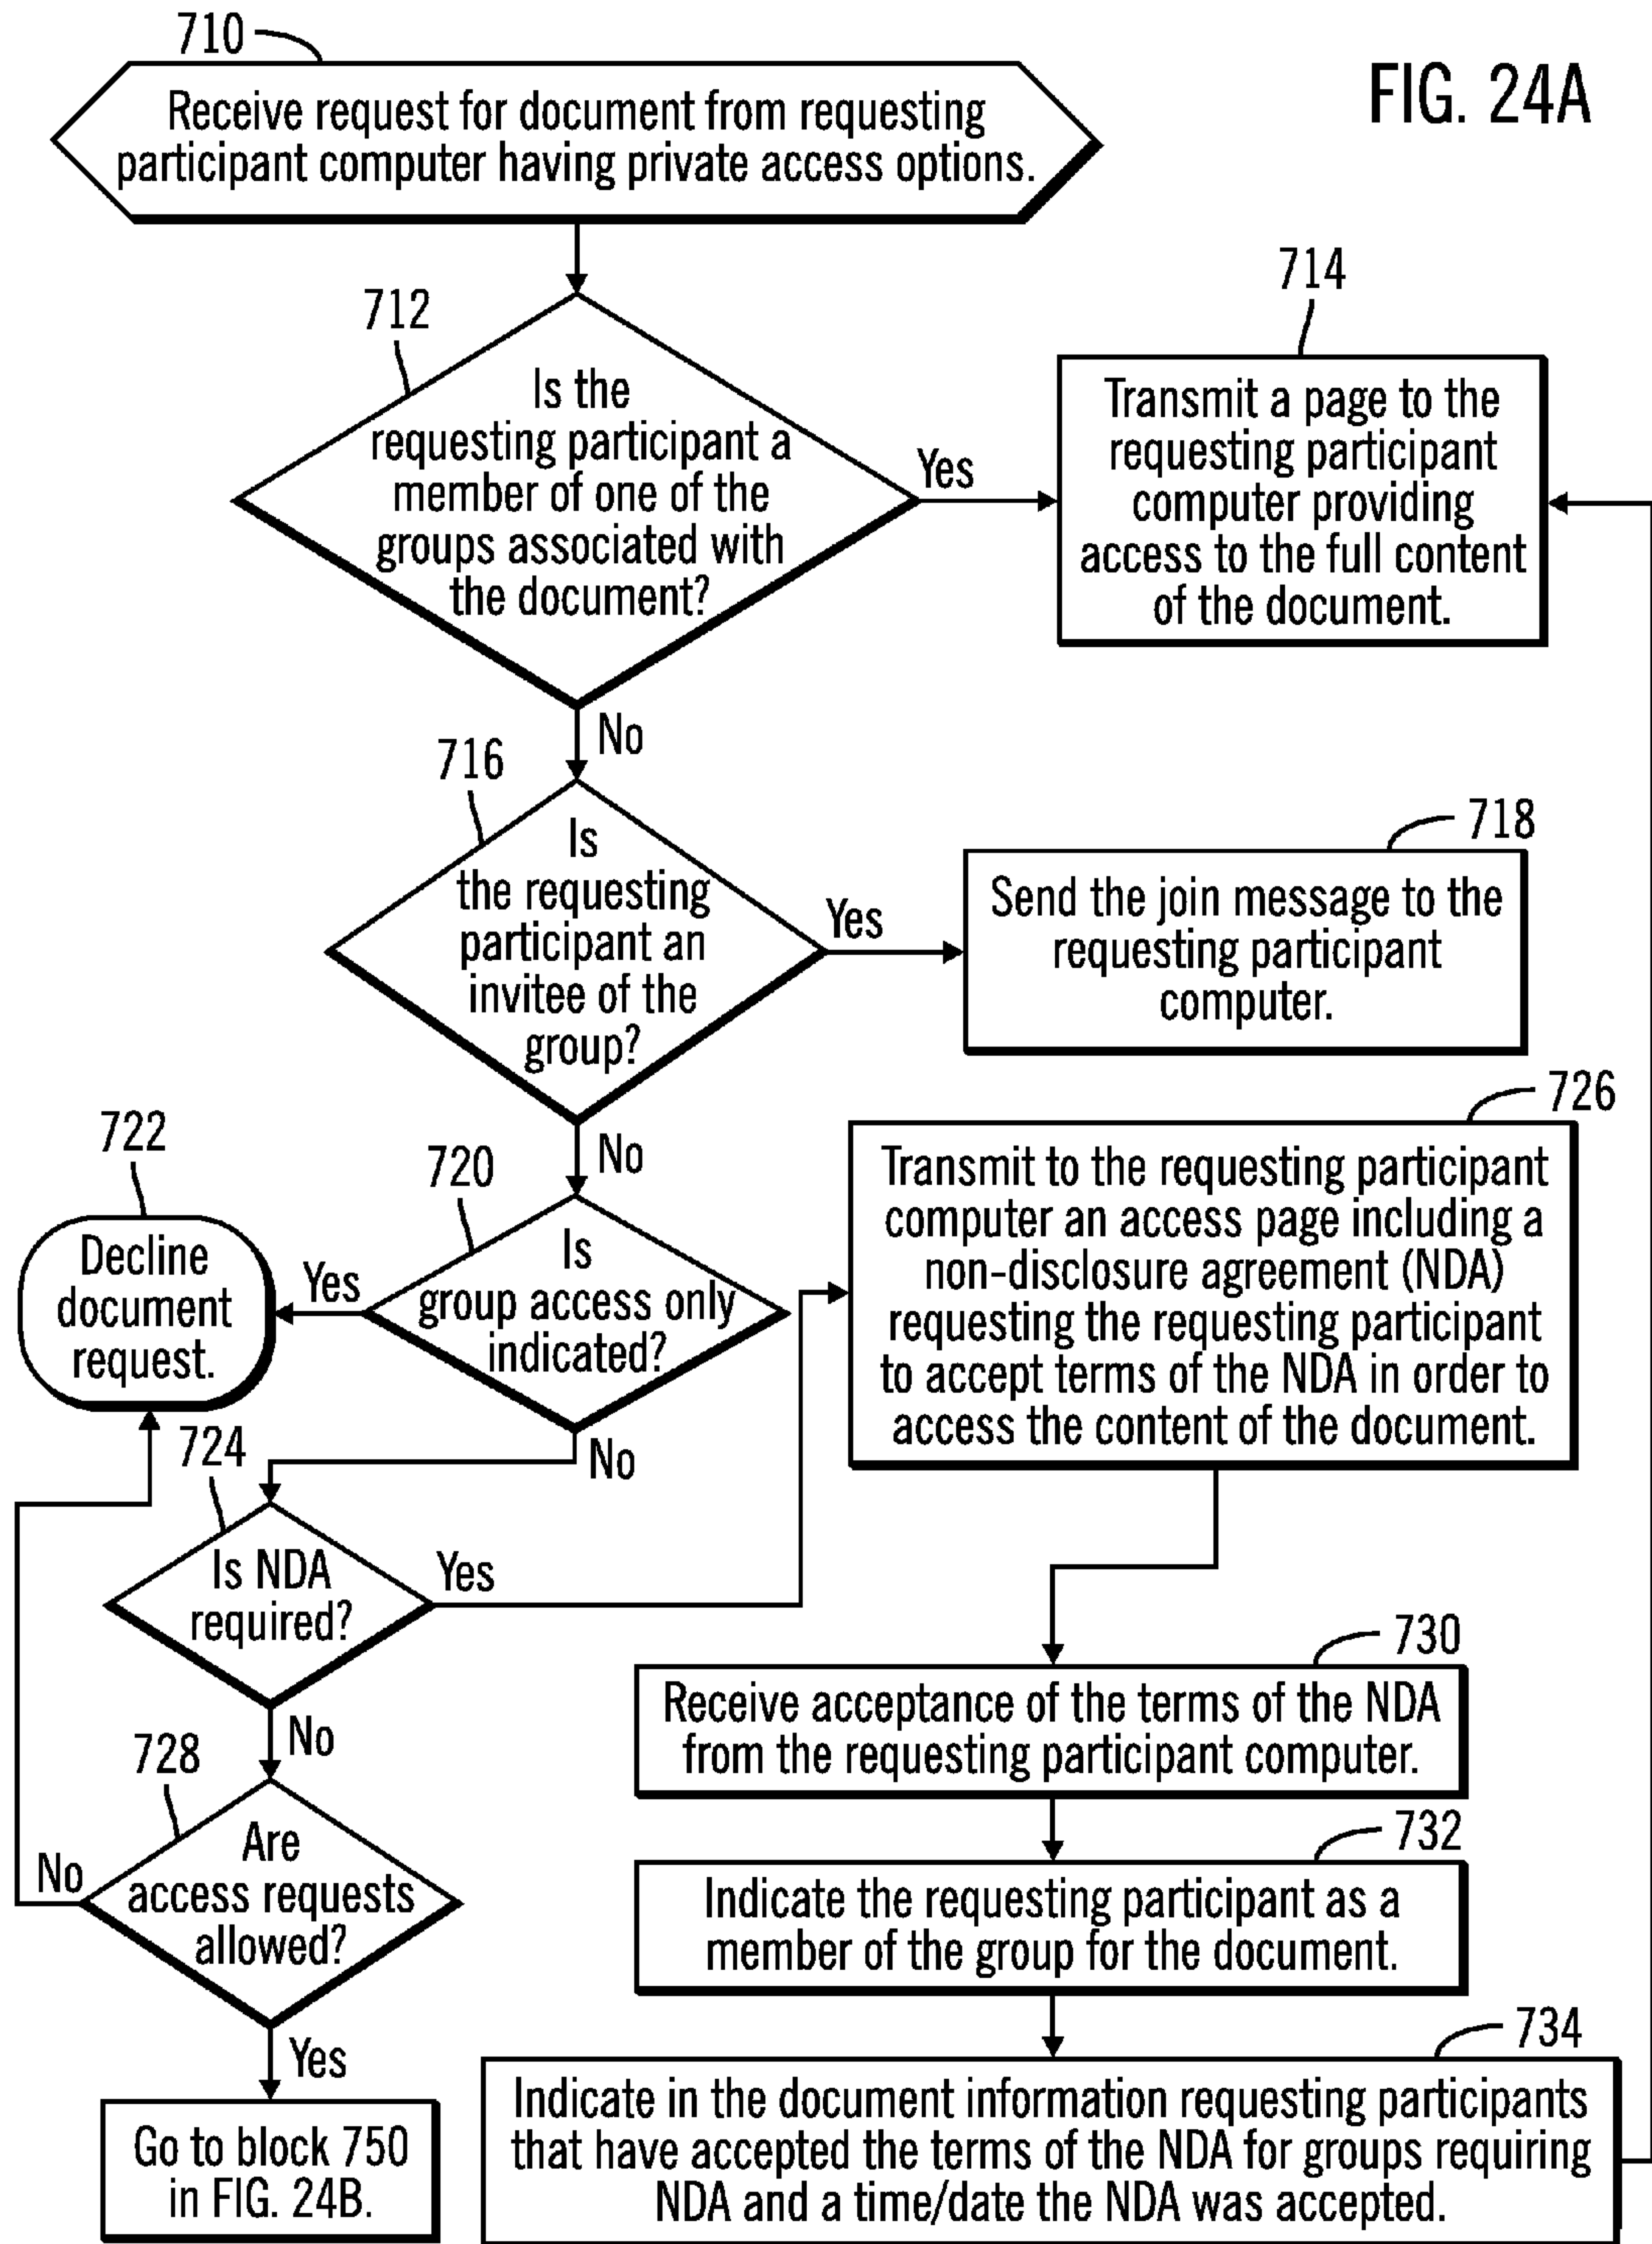 710
FIG. 24A
Receive request for document from requesting
participant computer having private access options.
712
714
Is the
requesting participant a
member of one of the
groups associated with
the document?
Yes
Transmit a page to the
requesting participant
computer providing
access to the full content
of the document.
No
716
718
Is
the requesting
participant an
invitee of the
group?
Yes
Send the join message to the
requesting participant
computer.
No
722
720
726
Decline
document
request.
Yes
Is
group access only
indicated?
Transmit to the requesting participant
computer an access page including a
non-disclosure agreement (NDA)
requesting the requesting participant
to accept terms of the NDA in order to
access the content of the document.
No
724
Is NDA
required?
Yes
No
728
730
Receive acceptance of the terms of the NDA
from the requesting participant computer.
No
Are
access requests
allowed?
732
Indicate the requesting participant as a
member of the group for the document.
Yes
734
Go to block 750
in FIG. 24B.
Indicate in the document information requesting participants
that have accepted the terms of the NDA for groups requiring
NDA and a time/date the NDA was accepted.